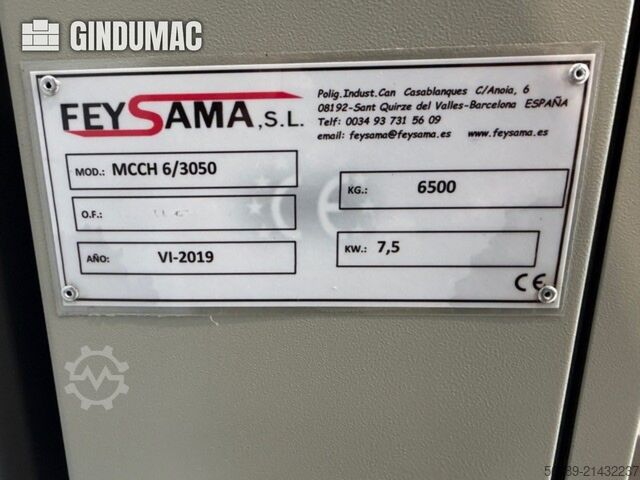 GINDUMAC
FEYSAMA, S.L.
Polig.Indust.Can Casablanques C/Anoia, 6
08192-Sant Quirze del Valles-Barcelona ESPAÑA
Telf: 0034 93 731 56 09
email: feysama@feysama.es www.feysama.es
MOD.: MCCH 6/3050
KG.: 6500
O.F.:
AÑO: VI-2019
KW.: 7,5
CE